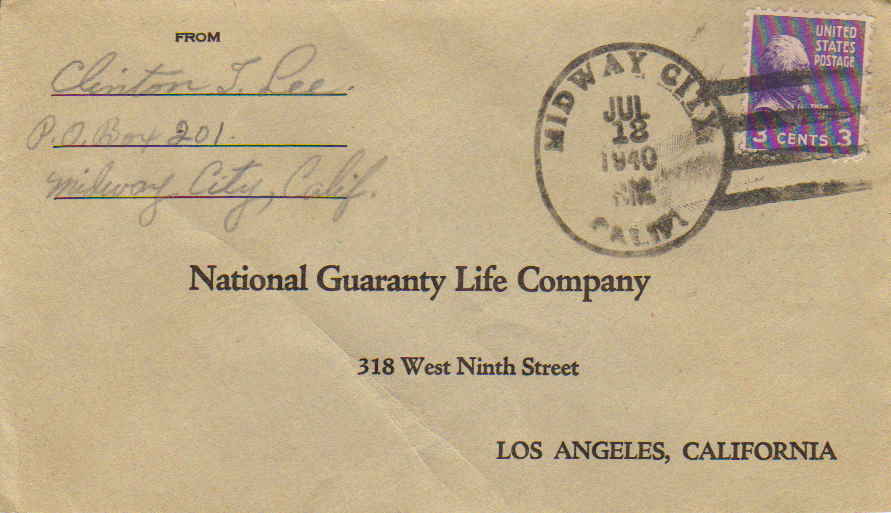 FROM
Clinton T. Lee.
P.O. Box 201.
Midway City, Calif.
MIDWAY CITY
JUL
18
1940
CALIF.
UNITED
STATES
POSTAGE
3 CENTS 3
National Guaranty Life Company
318 West Ninth Street
LOS ANGELES, CALIFORNIA